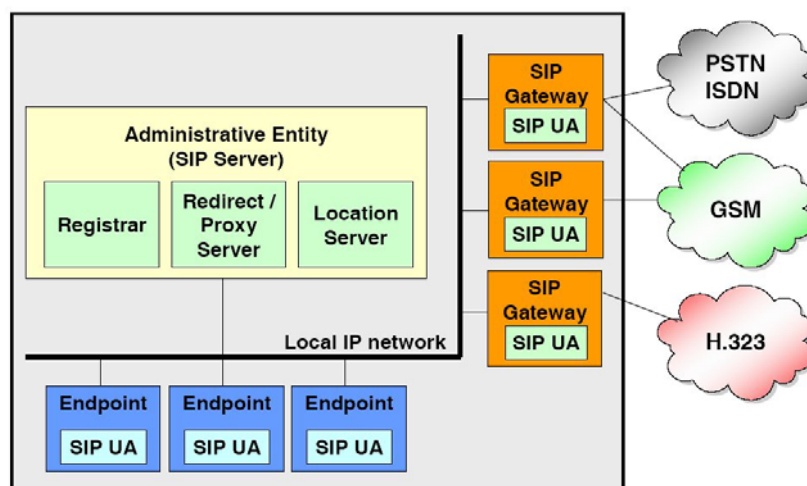 Administrative Entity
(SIP Server)
Registrar
Redirect /
Proxy
Server
Location
Server
Local IP network
Endpoint
SIP UA
Endpoint
SIP UA
Endpoint
SIP UA
SIP
Gateway
SIP UA
SIP
Gateway
SIP UA
SIP
Gateway
SIP UA
PSTN
ISDN
GSM
H.323